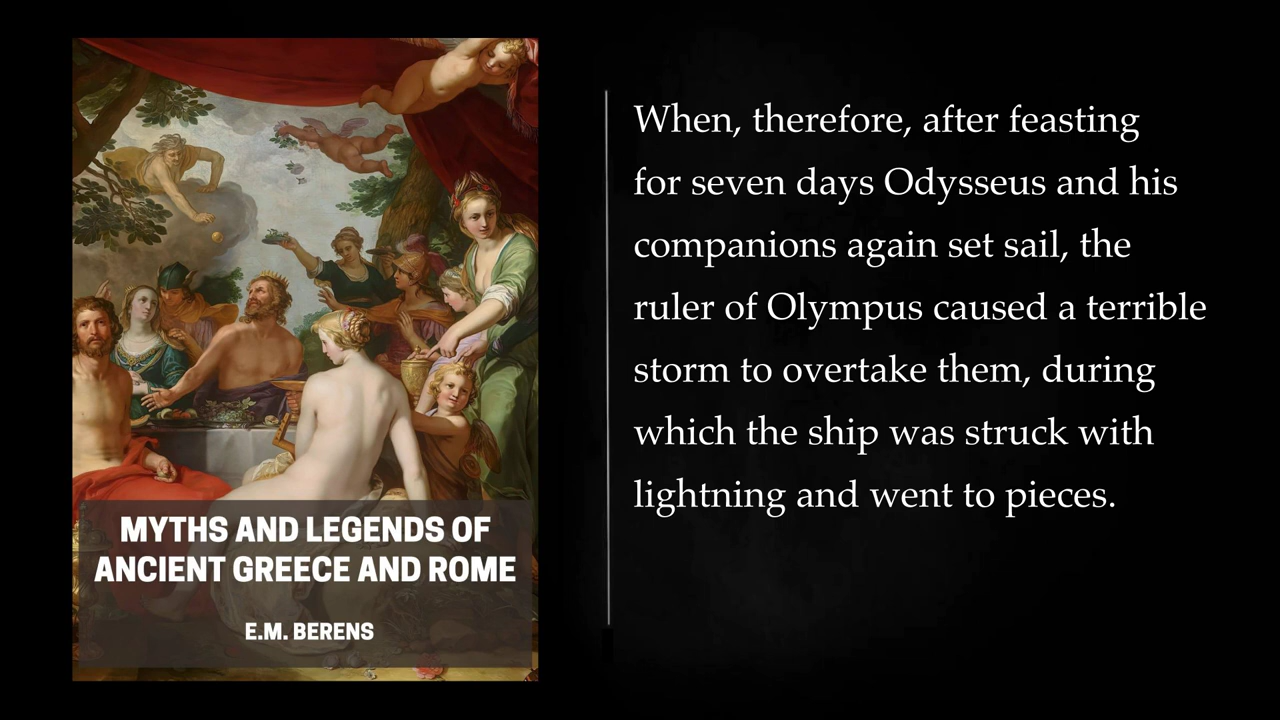 MYTHS AND LEGENDS OF
ANCIENT GREECE AND ROME
E.M. BERENS
When, therefore, after feasting
for seven days Odysseus and his
companions again set sail, the
ruler of Olympus caused a terrible
storm to overtake them, during
which the ship was struck with
lightning and went to pieces.